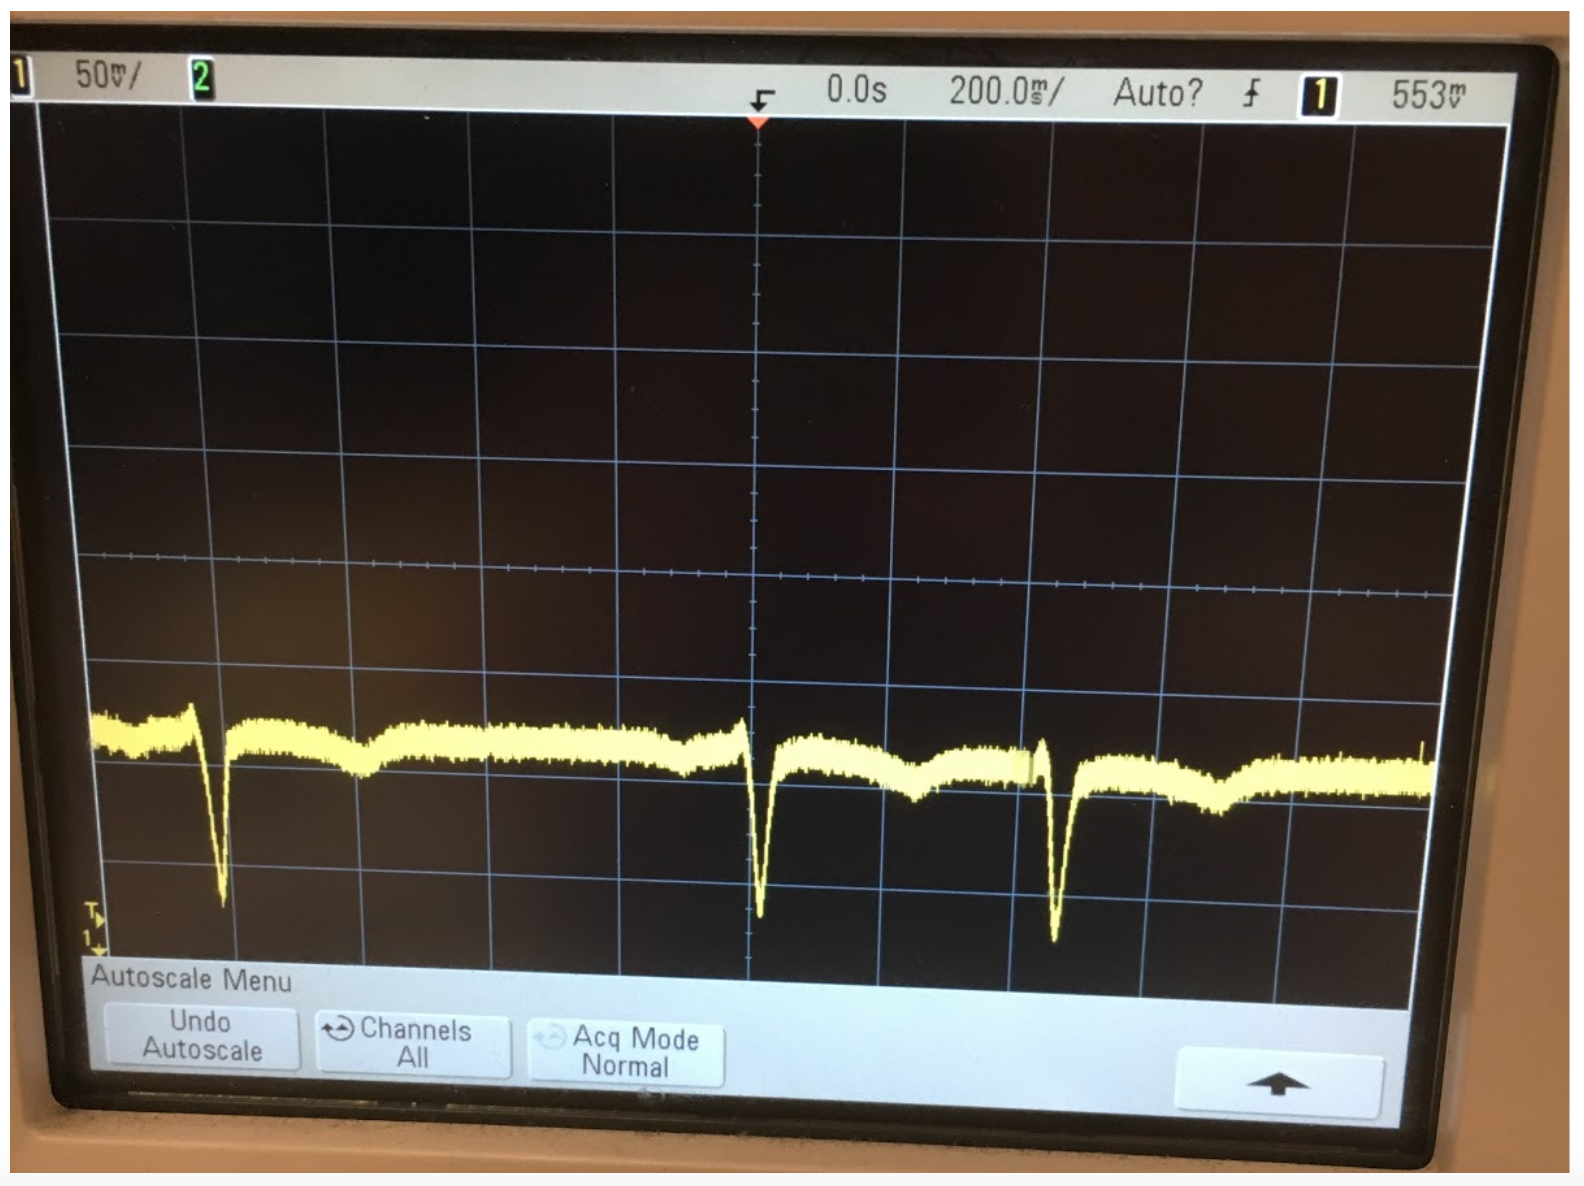 1 50mV/ 2 0.0s 200.0ms/ Auto? 1 553mV
T
1
Autoscale Menu
Undo Channels Acq Mode
Autoscale All Normal